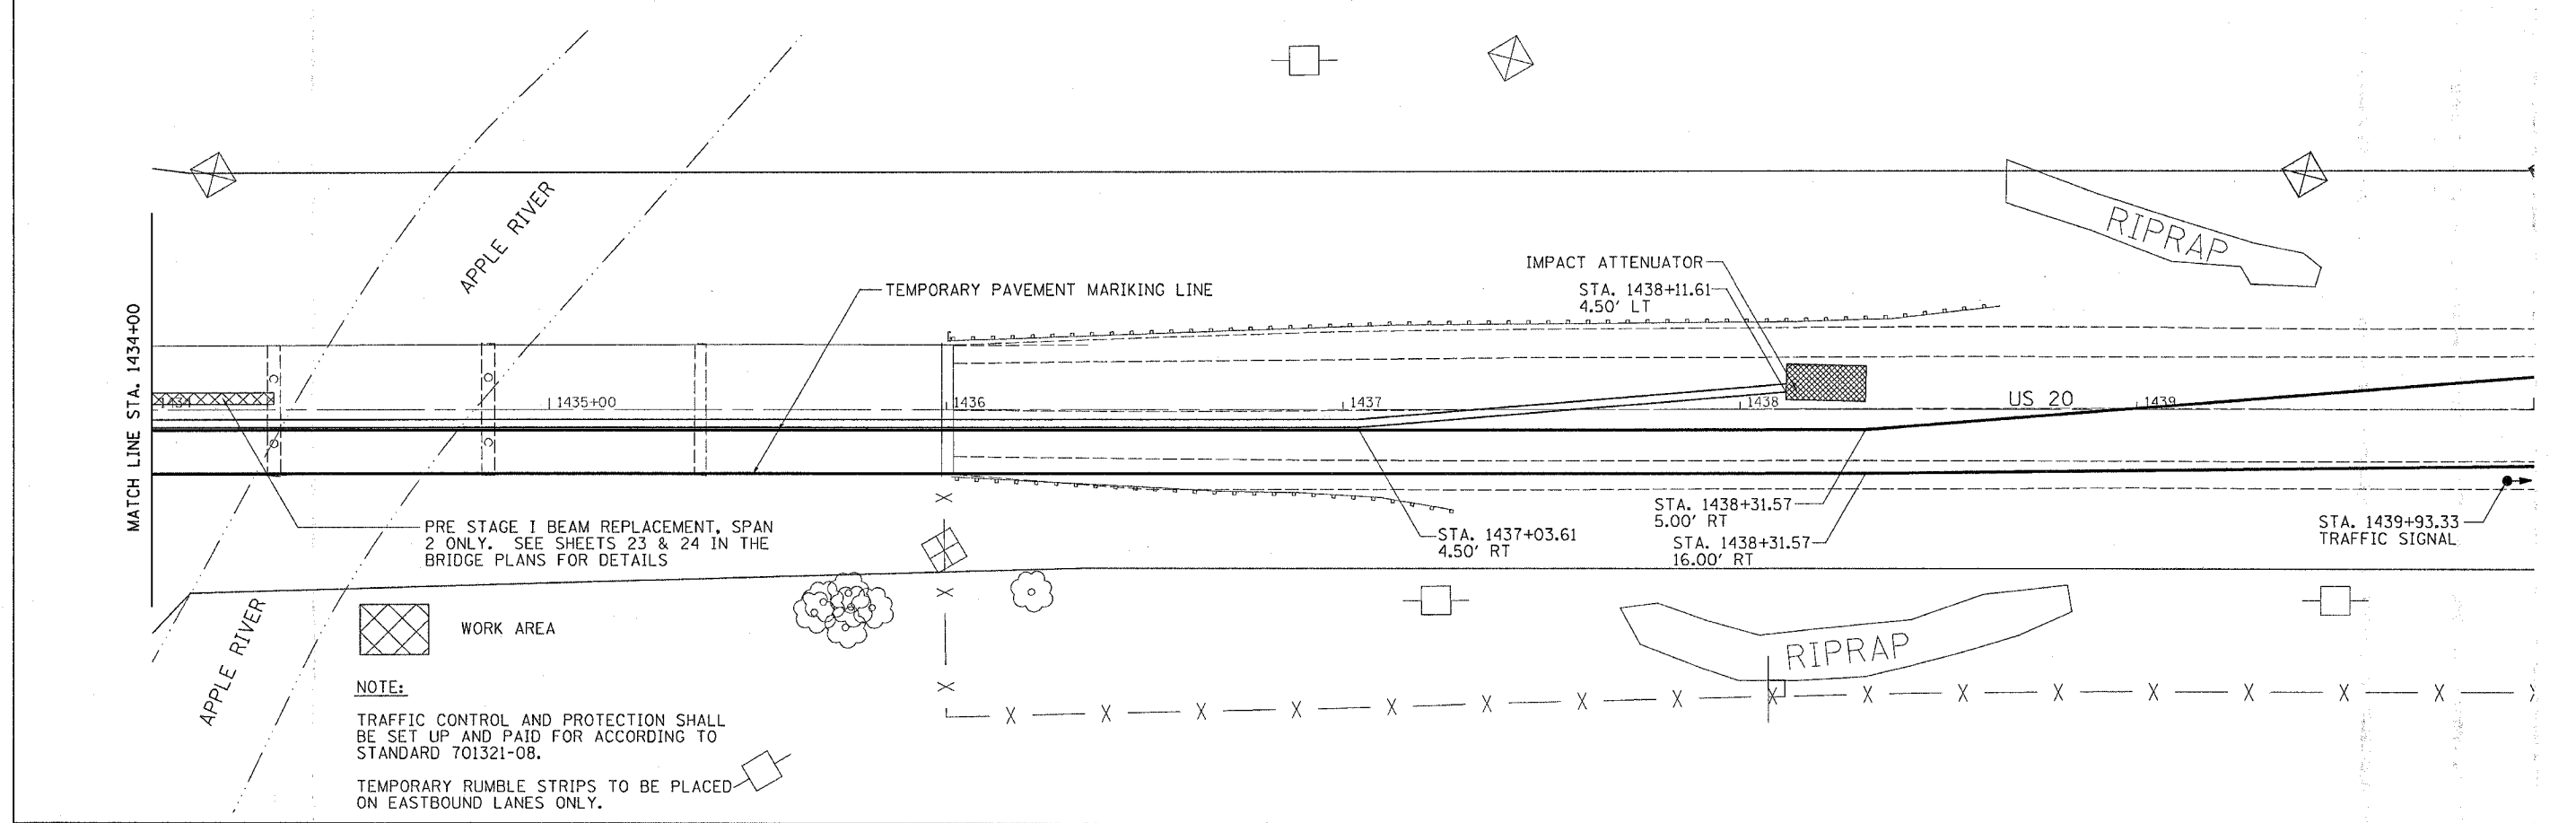 APPLE RIVER
RIPRAP
IMPACT ATTENUATOR
STA. 1438+11.61
4.50' LT
TEMPORARY PAVEMENT MARIKING LINE
MATCH LINE STA. 1434+00
1434
1435+00
1436
1437
1438
US 20
1439
PRE STAGE I BEAM REPLACEMENT, SPAN
2 ONLY. SEE SHEETS 23 & 24 IN THE
BRIDGE PLANS FOR DETAILS
STA. 1437+03.61
4.50' RT
STA. 1438+31.57
5.00' RT
STA. 1438+31.57
16.00' RT
STA. 1439+93.33
TRAFFIC SIGNAL
APPLE RIVER
WORK AREA
RIPRAP
NOTE:
TRAFFIC CONTROL AND PROTECTION SHALL
BE SET UP AND PAID FOR ACCORDING TO
STANDARD 701321-08.
TEMPORARY RUMBLE STRIPS TO BE PLACED
ON EASTBOUND LANES ONLY.